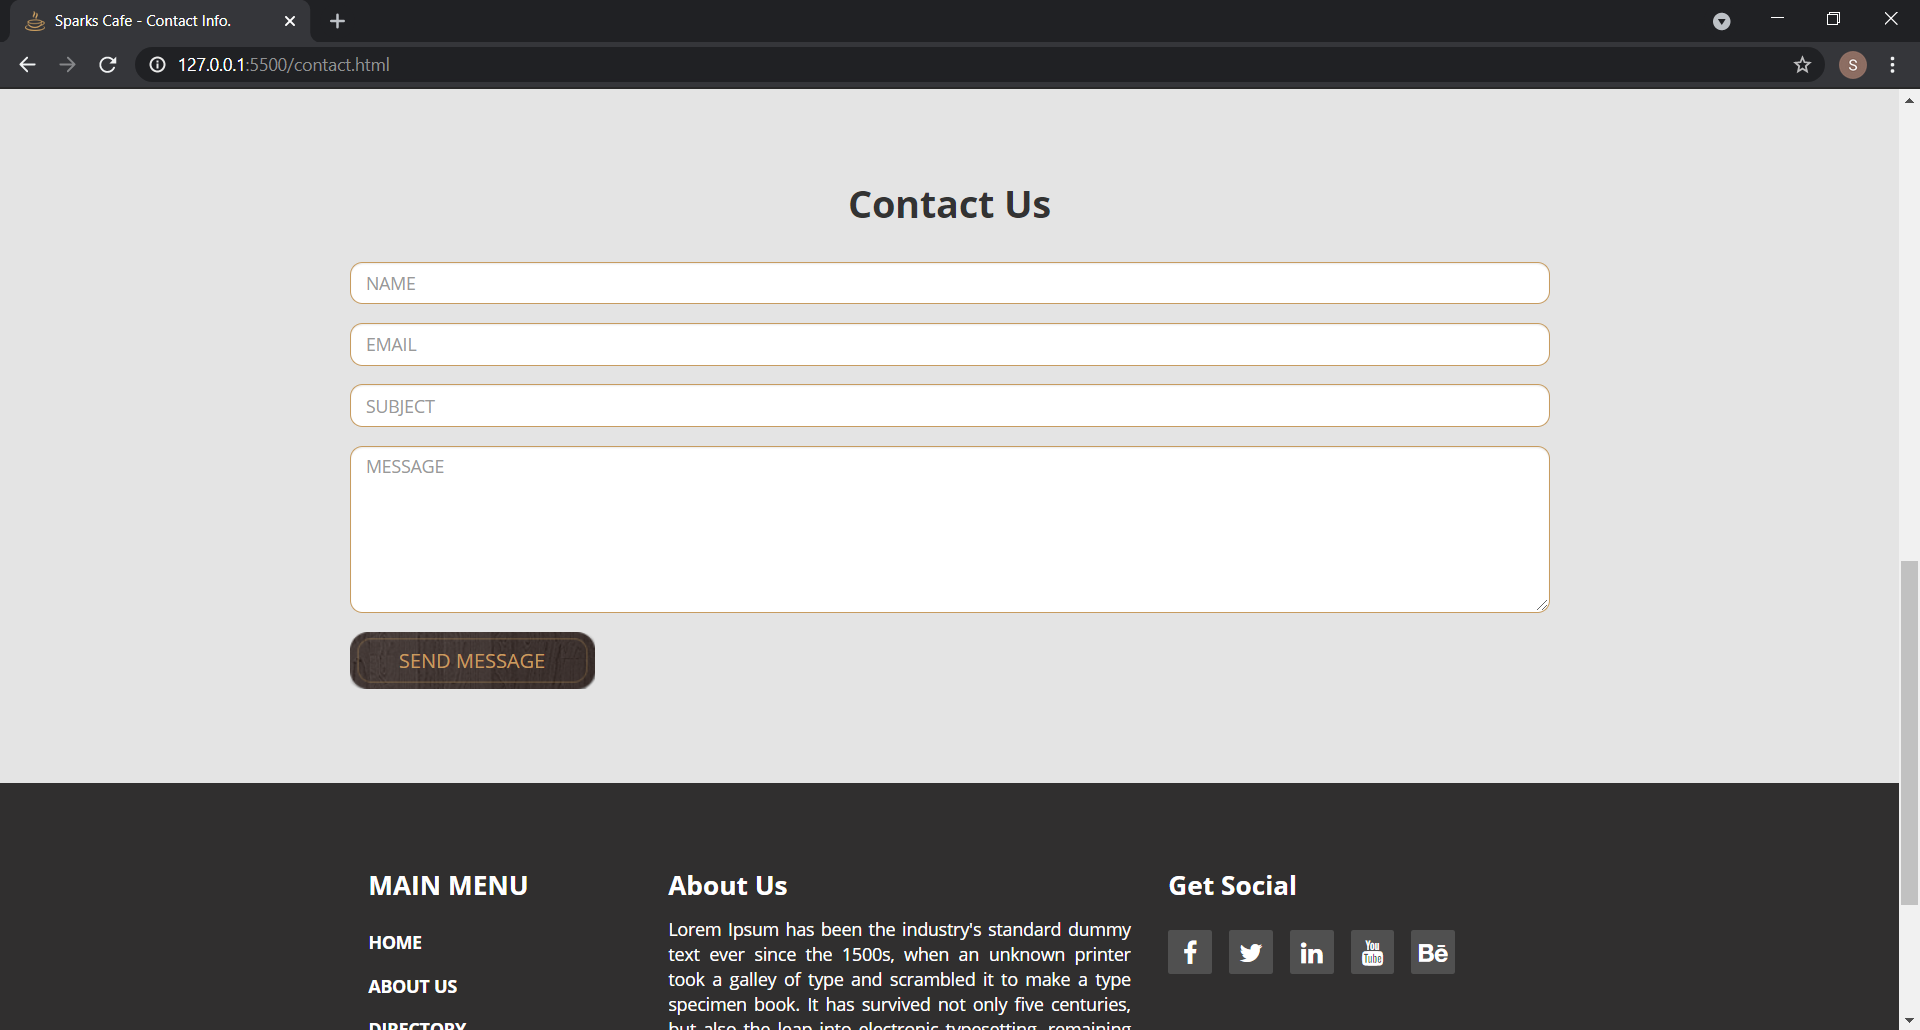 Sparks Cafe - Contact Info.
127.0.0.1:5500/contact.html
S
Contact Us
NAME
EMAIL
SUBJECT
MESSAGE
SEND MESSAGE
MAIN MENU
HOME
ABOUT US
DIRECTORY
About Us
Lorem Ipsum has been the industry's standard dummy
text ever since the 1500s, when an unknown printer
took a galley of type and scrambled it to make a type
specimen book. It has survived not only five centuries,
but also the leap into electronic typesetting, remaining
Get Social
f
in
You
Tube
Bē